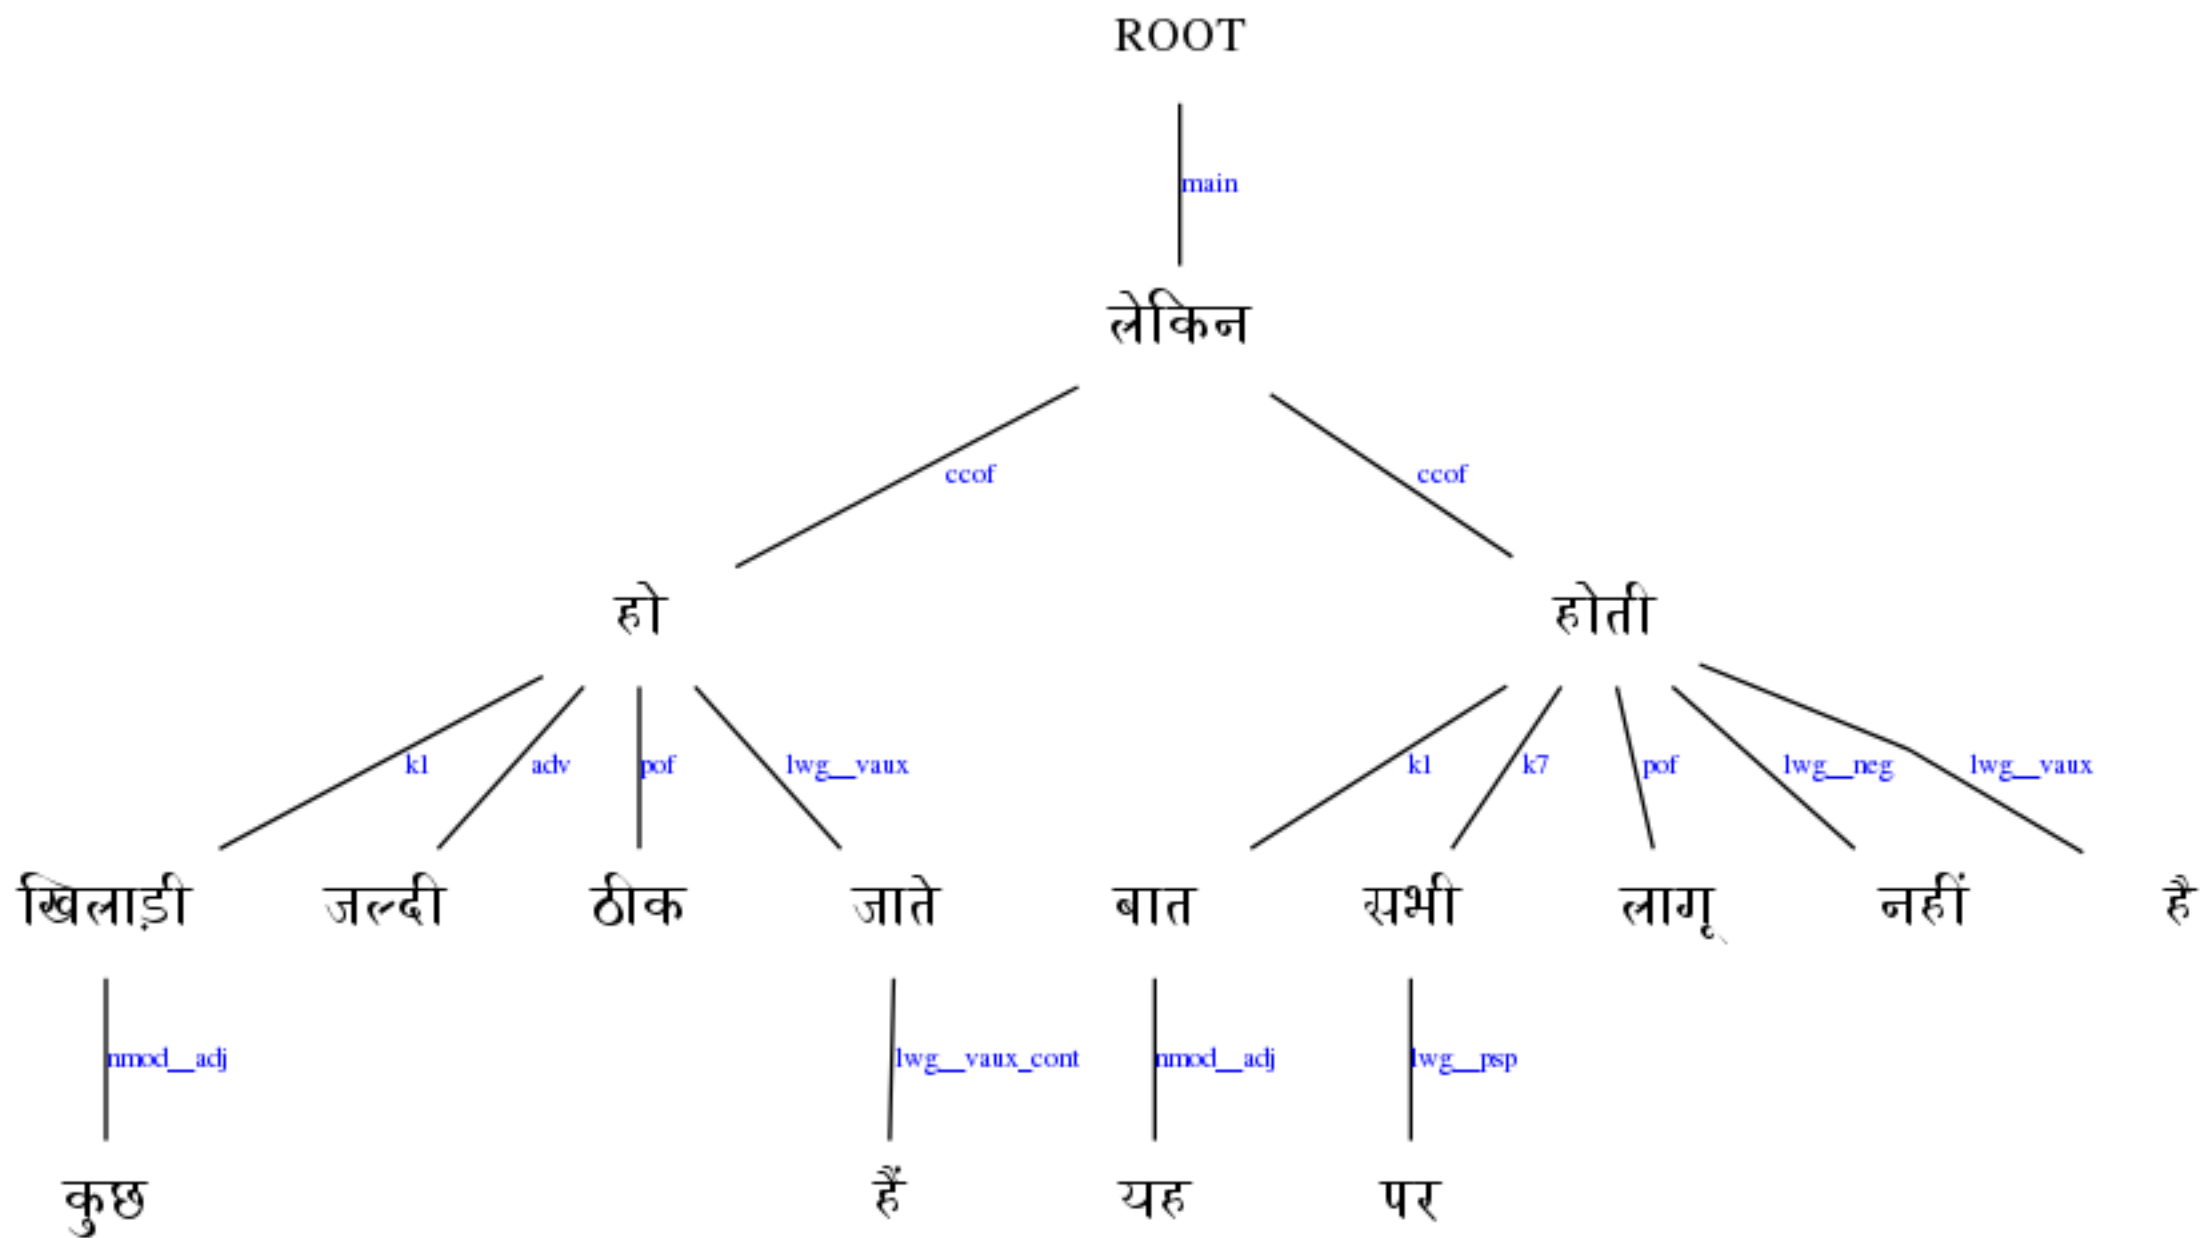 ROOT
main
लेकिन
ccof ccof
हो होती
k1 adv pof lwg__vaux k1 k7 pof lwg__neg lwg__vaux
खिलाड़ी जल्दी ठीक जाते बात सभी लागू नहीं है
nmod__adj lwg__vaux_cont nmod__adj lwg__psp
कुछ हैं यह पर